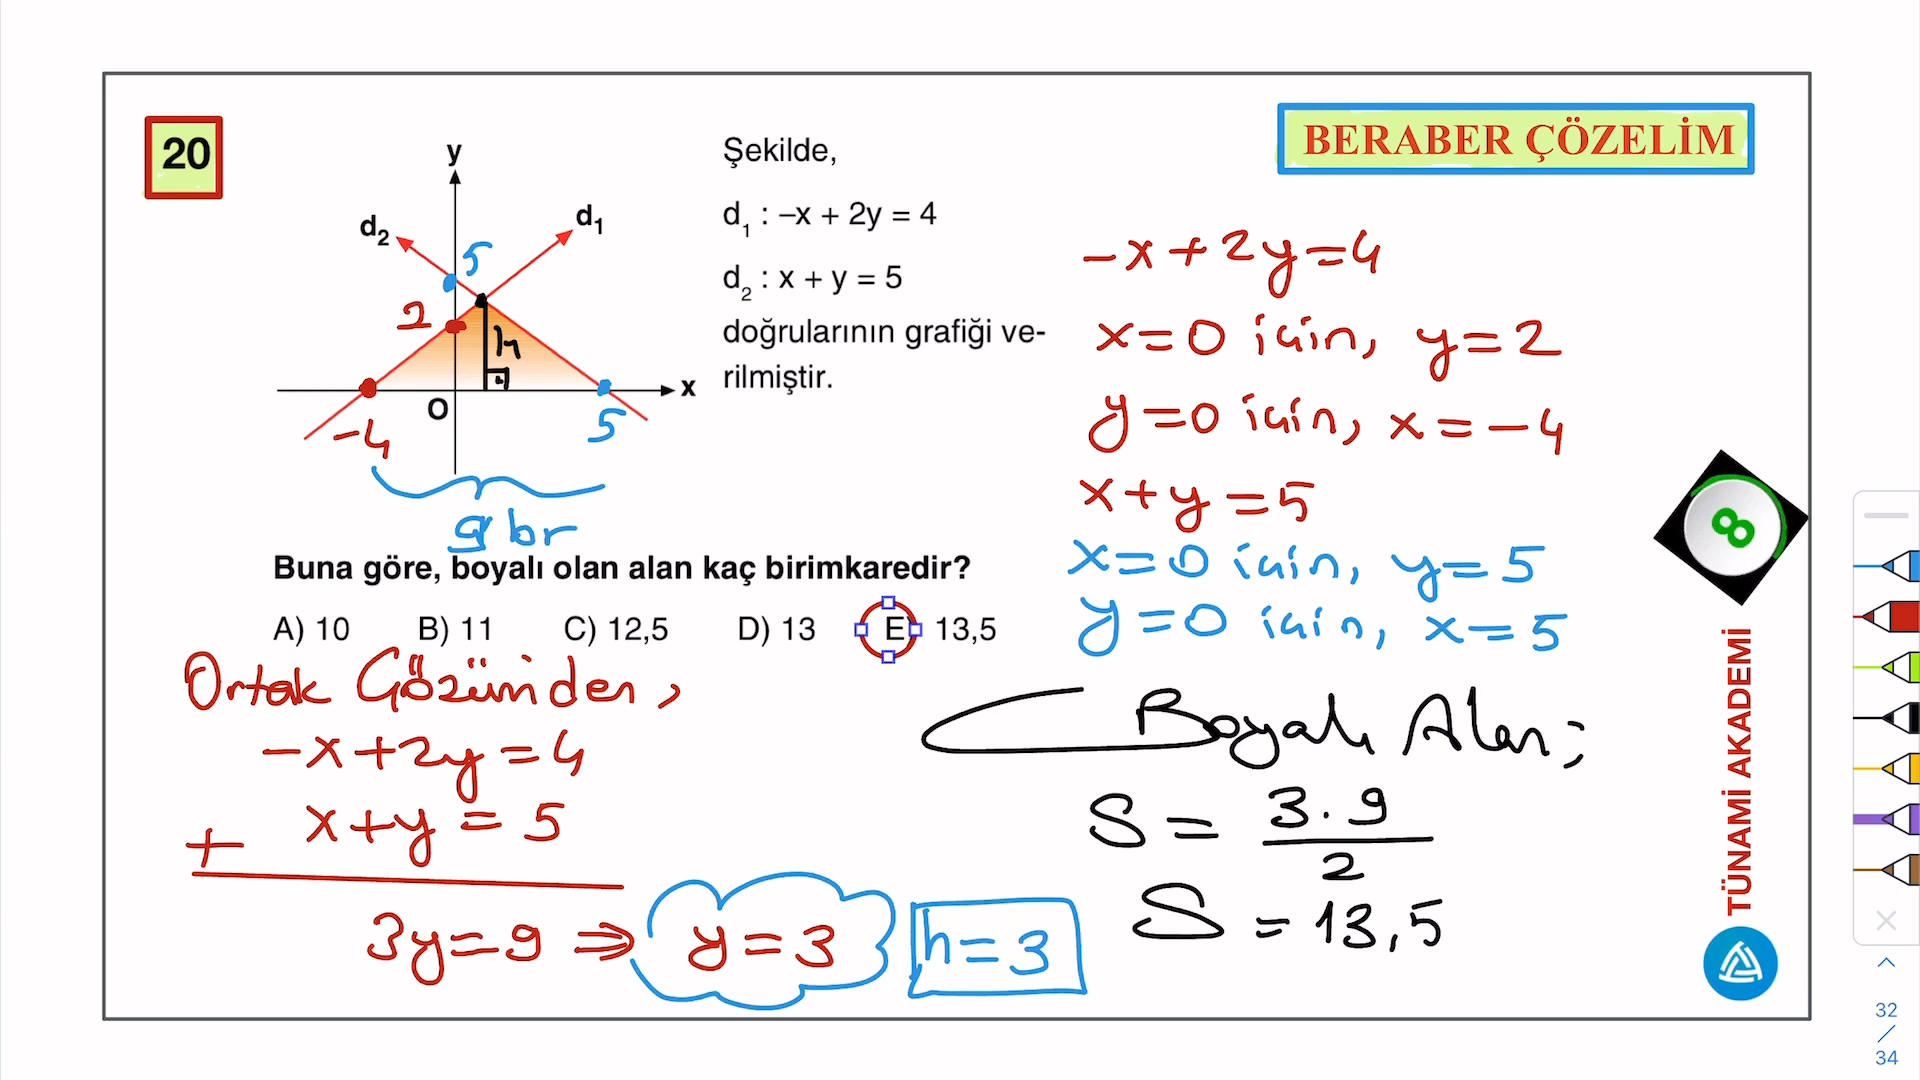 20
BERABER ÇÖZELİM
y
d2
d1
5
2
h
x
O
-4
5
9 br
Şekilde,
d1 : –x + 2y = 4
d2 : x + y = 5
doğrularının grafiği ve-
rilmiştir.
Buna göre, boyalı olan alan kaç birimkaredir?
A) 10 B) 11 C) 12,5 D) 13 E) 13,5
-x+2y=4
x=0 için, y=2
y=0 için, x=-4
x+y=5
x=0 için, y=5
y=0 için, x=5
Ortak Çözümden,
-x+2y=4
+ x+y=5
3y=9 ⇒ y=3
h=3
Boyalı Alan;
S = 3.9
2
S = 13,5
8
TÜNAMİ AKADEMİ
32
/
34